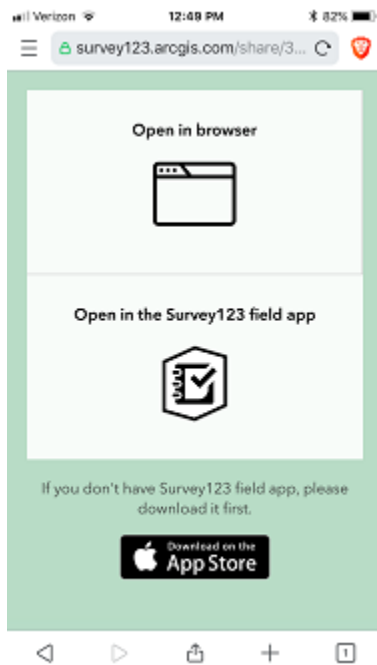 Verizon 12:49 PM 82%
survey123.arcgis.com/share/3...
Open in browser
Open in the Survey123 field app
If you don't have Survey123 field app, please
download it first.
Download on the
App Store
1